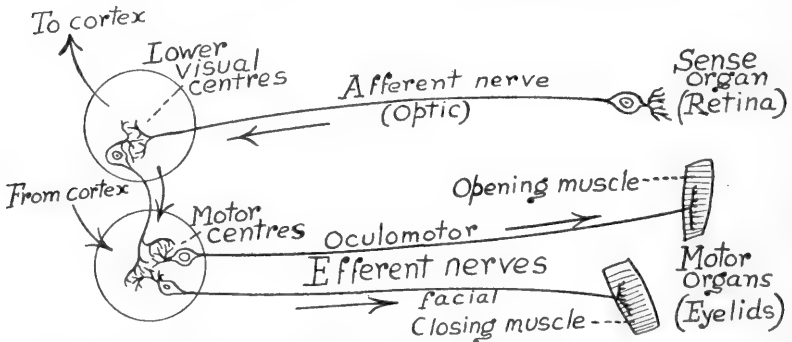 To cortex
Lower
visual
centres
Afferent nerve
(Optic)
Sense
organ
(Retina)
From cortex
Motor
centres
Opening muscle
Oculomotor
Efferent nerves
facial
Closing muscle
Motor
Organs
(Eyelids)